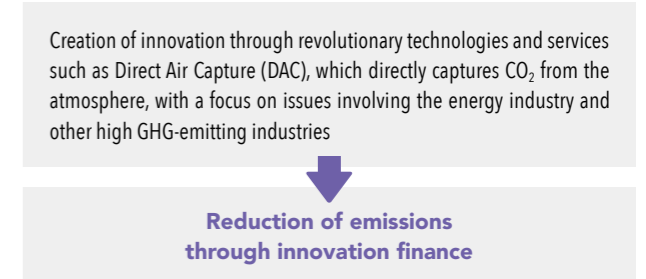 Creation of innovation through revolutionary technologies and services
such as Direct Air Capture (DAC), which directly captures CO₂ from the
atmosphere, with a focus on issues involving the energy industry and
other high GHG-emitting industries
Reduction of emissions
through innovation finance